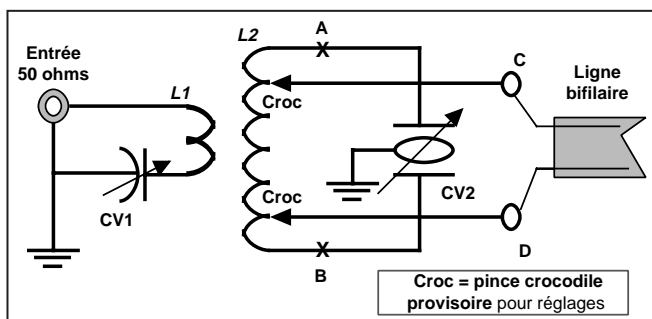 Entrée
50 ohms
L1
CV1
L2
A
Croc
Croc
B
CV2
C
D
Ligne
bifilaire
Croc = pince crocodile
provisoire pour réglages